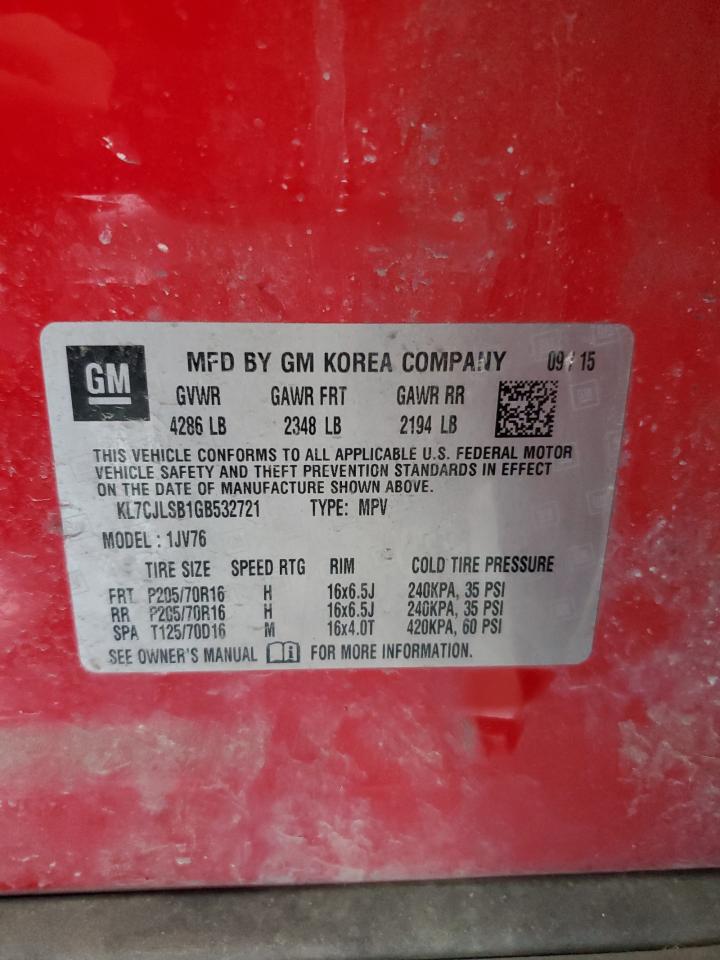 GM
MFD BY GM KOREA COMPANY 09 / 15
GVWR GAWR FRT GAWR RR
4286 LB 2348 LB 2194 LB
THIS VEHICLE CONFORMS TO ALL APPLICABLE U.S. FEDERAL MOTOR
VEHICLE SAFETY AND THEFT PREVENTION STANDARDS IN EFFECT
ON THE DATE OF MANUFACTURE SHOWN ABOVE.
KL7CJLSB1GB532721 TYPE: MPV
MODEL : 1JV76
TIRE SIZE SPEED RTG RIM COLD TIRE PRESSURE
FRT P205/70R16 H 16x6.5J 240KPA, 35 PSI
RR P205/70R16 H 16x6.5J 240KPA, 35 PSI
SPA T125/70D16 M 16x4.0T 420KPA, 60 PSI
SEE OWNER'S MANUAL i FOR MORE INFORMATION.